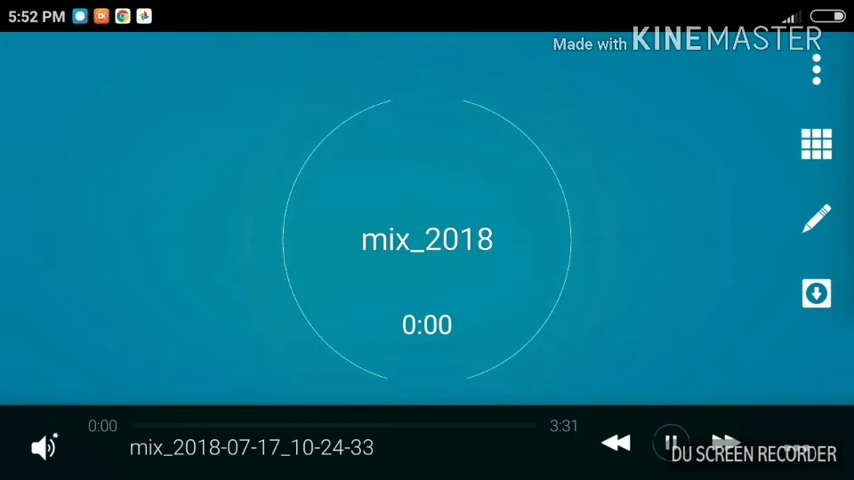 5:52 PM
Made with KINEMASTER
mix_2018
0:00
0:00
3:31
mix_2018-07-17_10-24-33
DU SCREEN RECORDER